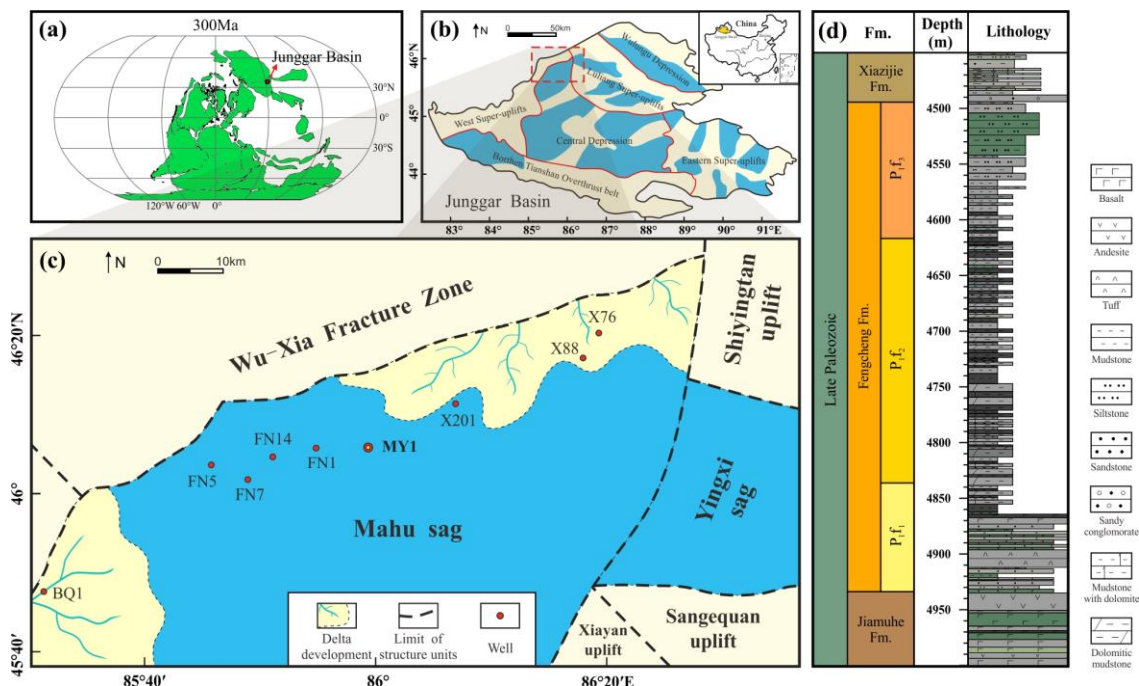 (a)
300Ma
Junggar Basin
30°N
0°
30°S
120°W 60°W 0°
(b)
N
0 50km
China
46°N
45°
44°
Wulungu Depression
Luliang Super-uplifts
West Super-uplifts
Central Depression
Eastern Super-uplifts
Northen Tianshan Overthrust belt
Junggar Basin
83° 85° 86° 87° 88° 89° 90° 91°E
(c)
N
0 10km
46°20′N
46°
45°40′
Wu-Xia Fracture Zone
Shiyingtan
uplift
X76
X88
X201
MY1
FN14
FN1
FN5
FN7
Mahu sag
Yingxi
sag
BQ1
Delta
development
Limit of
structure units
Well
Xiayan
uplift
Sangequan
uplift
85°40′ 86° 86°20′E
(d)
Fm.
Depth
(m)
Lithology
Late Paleozoic
Xiazijie
Fm.
Fengcheng Fm.
P₁f₃
P₁f₂
P₁f₁
Jiamuhe
Fm.
4500
4550
4600
4650
4700
4750
4800
4850
4900
4950
Basalt
Andesite
Tuff
Mudstone
Siltstone
Sandstone
Sandy
conglomorate
Mudstone
with dolomite
Dolomitic
mudstone